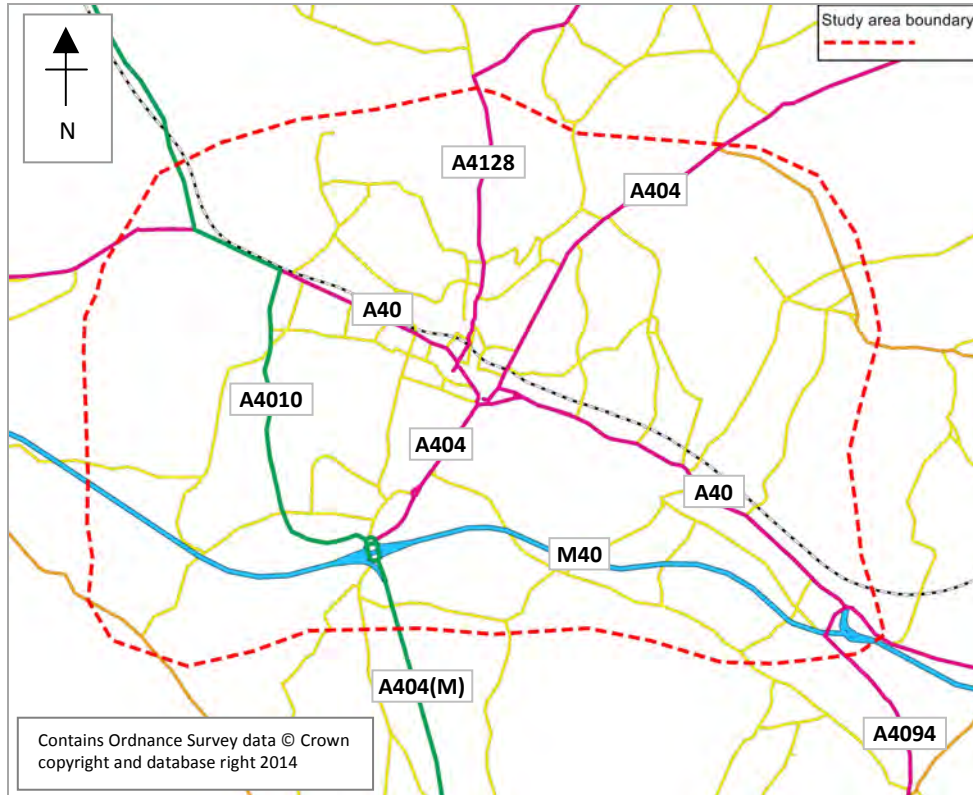 Study area boundary
N
A4128
A404
A40
A4010
A404
A40
M40
A404(M)
A4094
Contains Ordnance Survey data © Crown
copyright and database right 2014